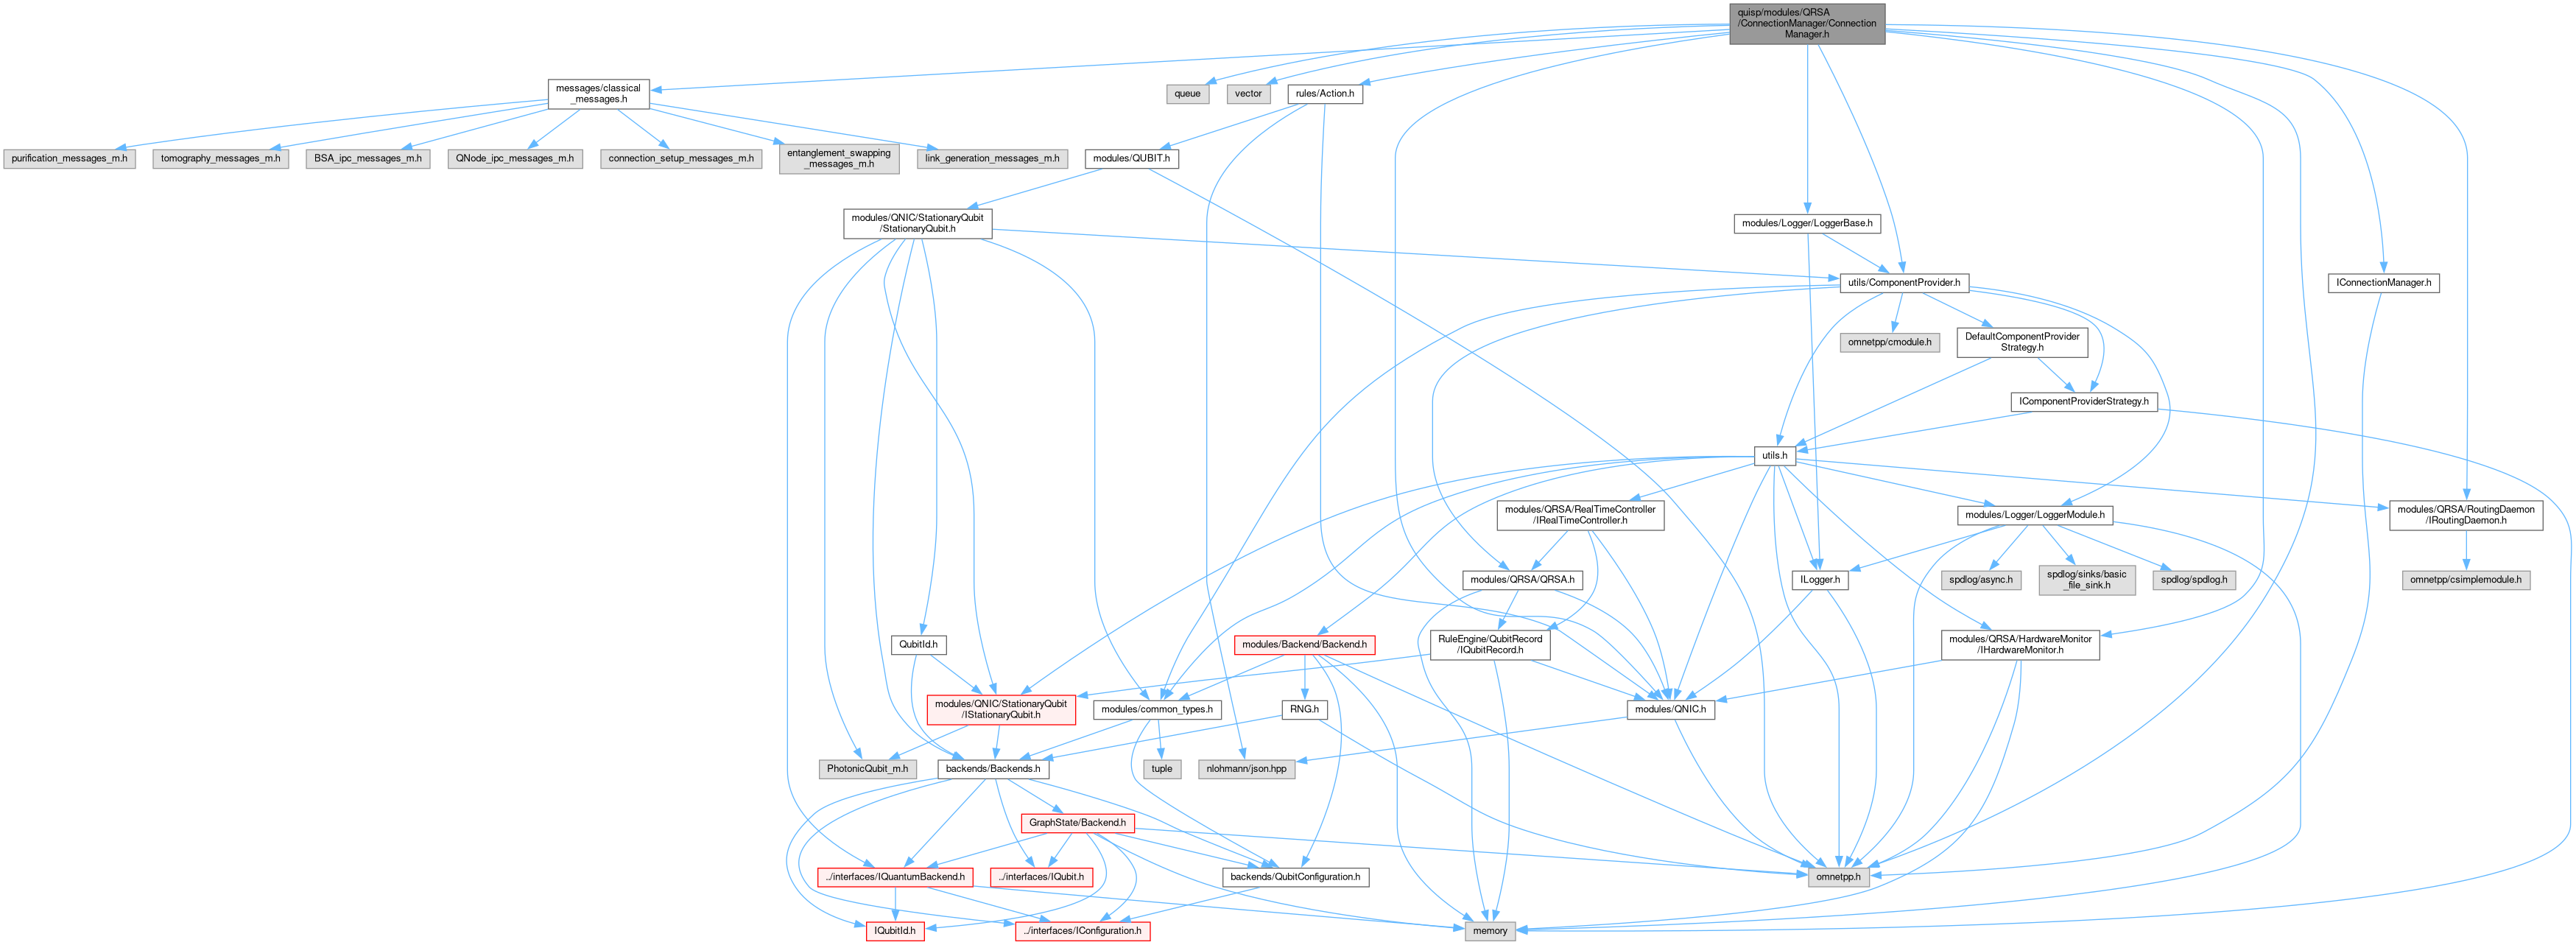 quisp/modules/QRSA
/ConnectionManager/Connection
Manager.h
messages/classical
_messages.h
queue
vector
rules/Action.h
purification_messages_m.h
tomography_messages_m.h
BSA_ipc_messages_m.h
QNode_ipc_messages_m.h
connection_setup_messages_m.h
entanglement_swapping
_messages_m.h
link_generation_messages_m.h
modules/QUBIT.h
modules/QNIC/StationaryQubit
/StationaryQubit.h
modules/Logger/LoggerBase.h
utils/ComponentProvider.h
IConnectionManager.h
omnetpp/cmodule.h
DefaultComponentProvider
Strategy.h
IComponentProviderStrategy.h
utils.h
modules/QRSA/RealTimeController
/IRealTimeController.h
modules/Logger/LoggerModule.h
modules/QRSA/RoutingDaemon
/IRoutingDaemon.h
modules/QRSA/QRSA.h
ILogger.h
spdlog/async.h
spdlog/sinks/basic
_file_sink.h
spdlog/spdlog.h
omnetpp/csimplemodule.h
QubitId.h
modules/Backend/Backend.h
RuleEngine/QubitRecord
/IQubitRecord.h
modules/QRSA/HardwareMonitor
/IHardwareMonitor.h
modules/QNIC/StationaryQubit
/IStationaryQubit.h
modules/common_types.h
RNG.h
modules/QNIC.h
PhotonicQubit_m.h
backends/Backends.h
tuple
nlohmann/json.hpp
GraphState/Backend.h
../interfaces/IQuantumBackend.h
../interfaces/IQubit.h
backends/QubitConfiguration.h
omnetpp.h
IQubitId.h
../interfaces/IConfiguration.h
memory